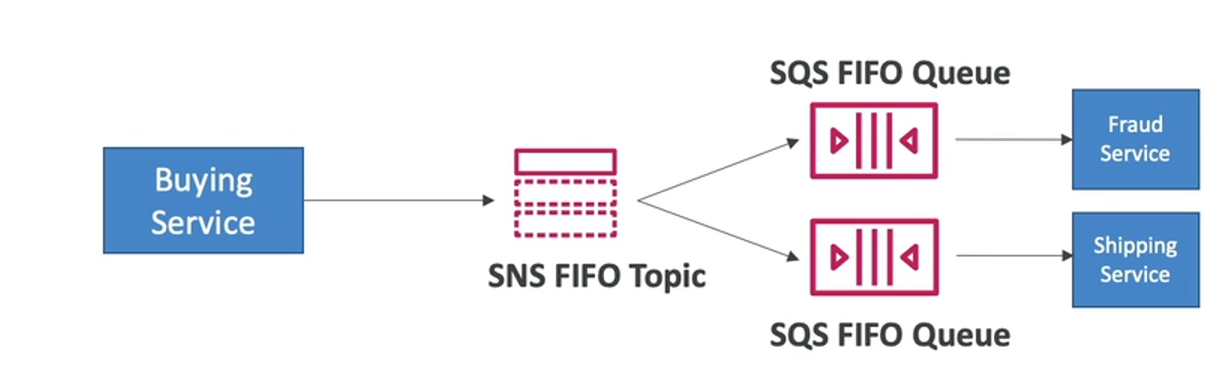 Buying
Service
SNS FIFO Topic
SQS FIFO Queue
Fraud
Service
SQS FIFO Queue
Shipping
Service